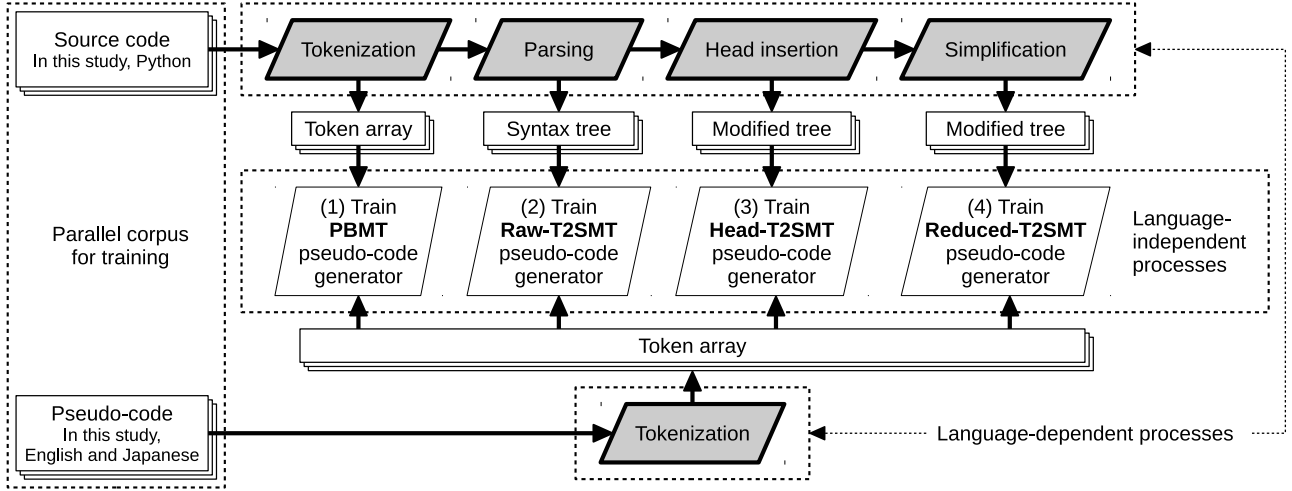 Source code
In this study, Python
Tokenization
Parsing
Head insertion
Simplification
Token array
Syntax tree
Modified tree
Modified tree
Parallel corpus
for training
(1) Train
PBMT
pseudo-code
generator
(2) Train
Raw-T2SMT
pseudo-code
generator
(3) Train
Head-T2SMT
pseudo-code
generator
(4) Train
Reduced-T2SMT
pseudo-code
generator
Language-
independent
processes
Token array
Pseudo-code
In this study,
English and Japanese
Tokenization
Language-dependent processes